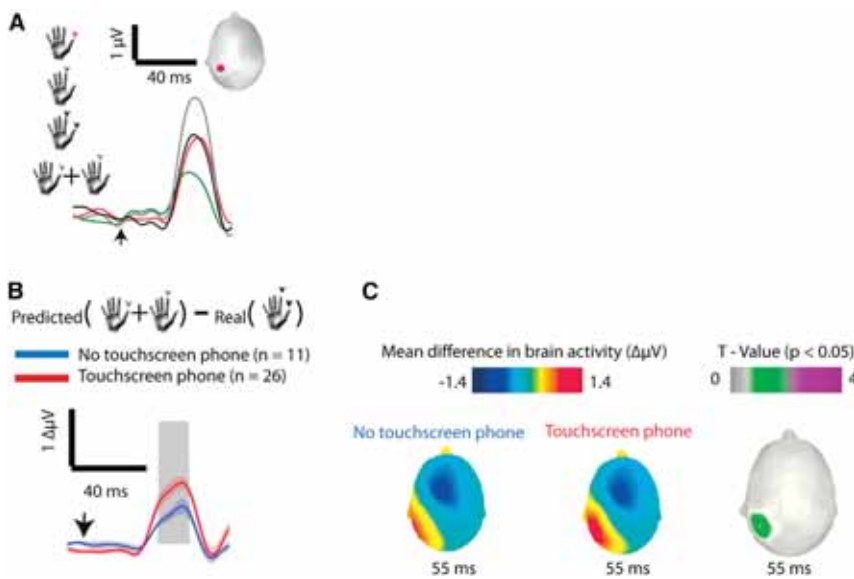 A
1 μV
40 ms
+
B
Predicted( + ) − Real( )
No touchscreen phone (n = 11)
Touchscreen phone (n = 26)
1 ΔμV
40 ms
C
Mean difference in brain activity (ΔμV)
-1.4 1.4
T - Value (p < 0.05)
0 4
No touchscreen phone Touchscreen phone
55 ms 55 ms 55 ms